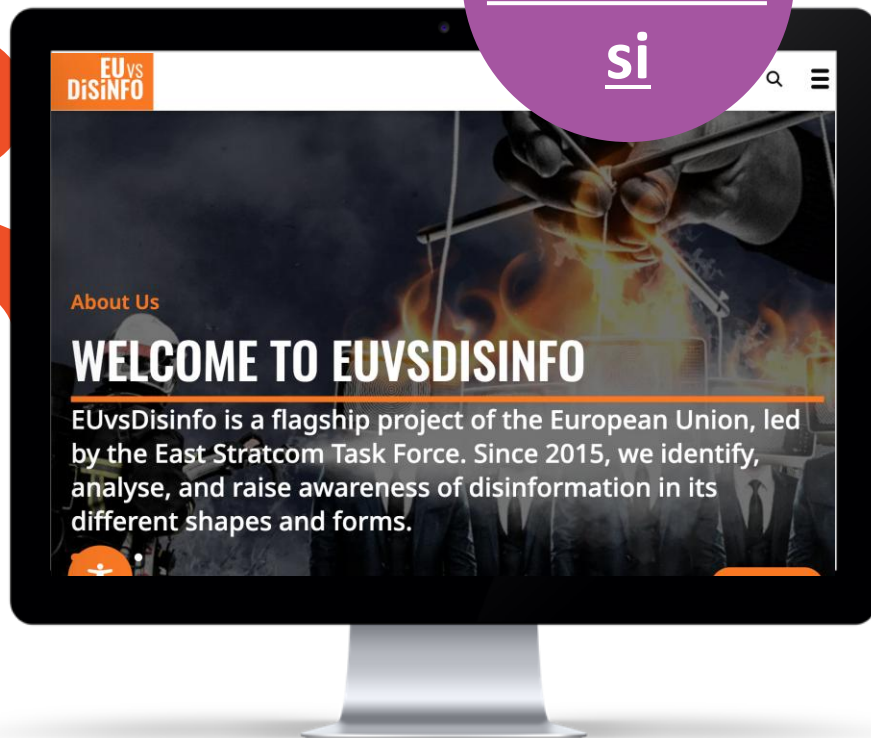 si
EUvs
DiSiNFO
About Us
WELCOME TO EUVSDISINFO
EUvsDisinfo is a flagship project of the European Union, led
by the East Stratcom Task Force. Since 2015, we identify,
analyse, and raise awareness of disinformation in its
different shapes and forms.